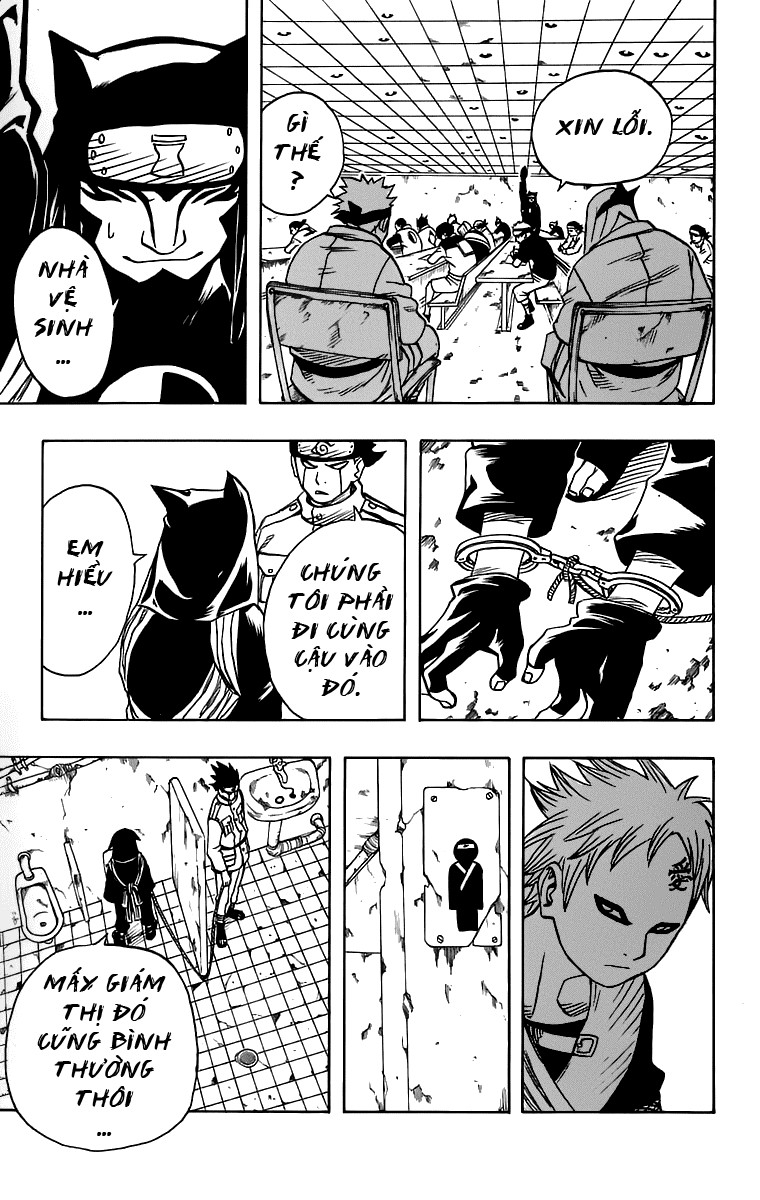 XIN LỖI.
GÌ
THẾ
?
NHÀ
VỆ
SINH
...
CHÚNG
TÔI PHẢI
ĐI CÙNG
CẬU VÀO
ĐÓ.
EM
HIỂU
...
MẤY GIÁM
THỊ ĐÓ
CŨNG BÌNH
THƯỜNG
THÔI
...